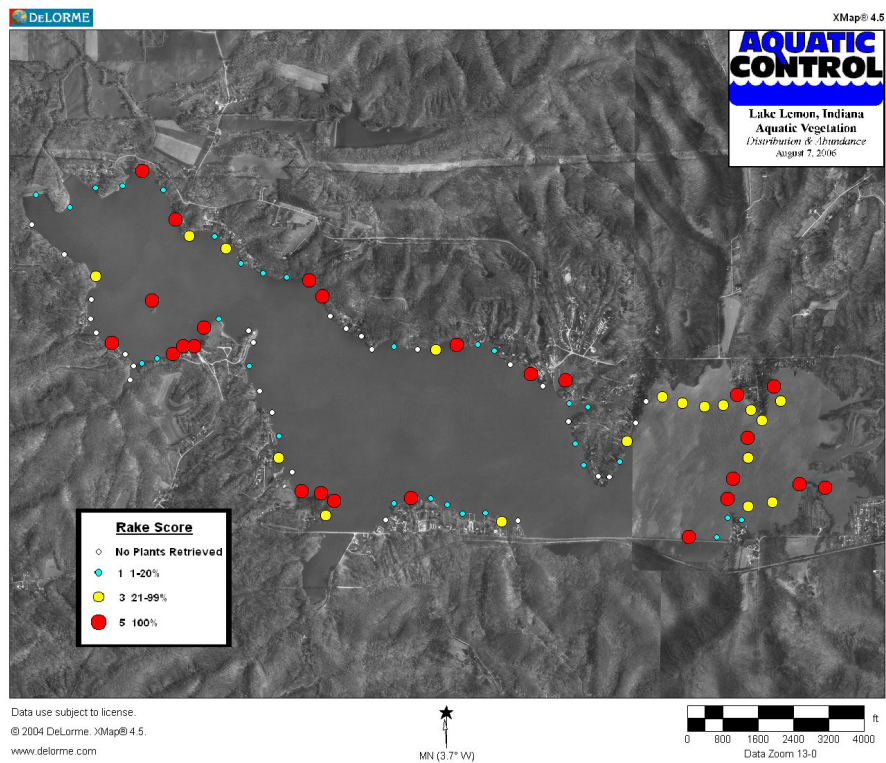 DELORME
XMap® 4.5
AQUATIC
CONTROL
Lake Lemon, Indiana
Aquatic Vegetation
Distribution & Abundance
August 7, 2006
Rake Score
No Plants Retrieved
1 1-20%
3 21-99%
5 100%
Data use subject to license.
© 2004 DeLorme. XMap® 4.5.
www.delorme.com
N
MN (3.7° W)
ft
0 800 1600 2400 3200 4000
Data Zoom 13-0